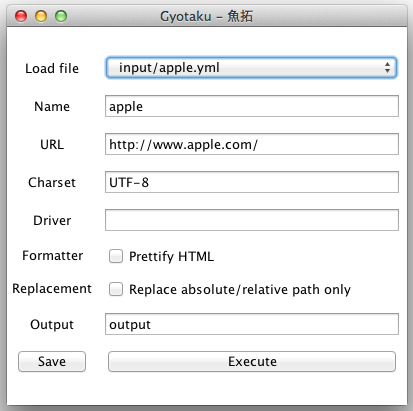 Gyotaku - 魚拓
Load file input/apple.yml
Name apple
URL http://www.apple.com/
Charset UTF-8
Driver
Formatter Prettify HTML
Replacement Replace absolute/relative path only
Output output
Save Execute